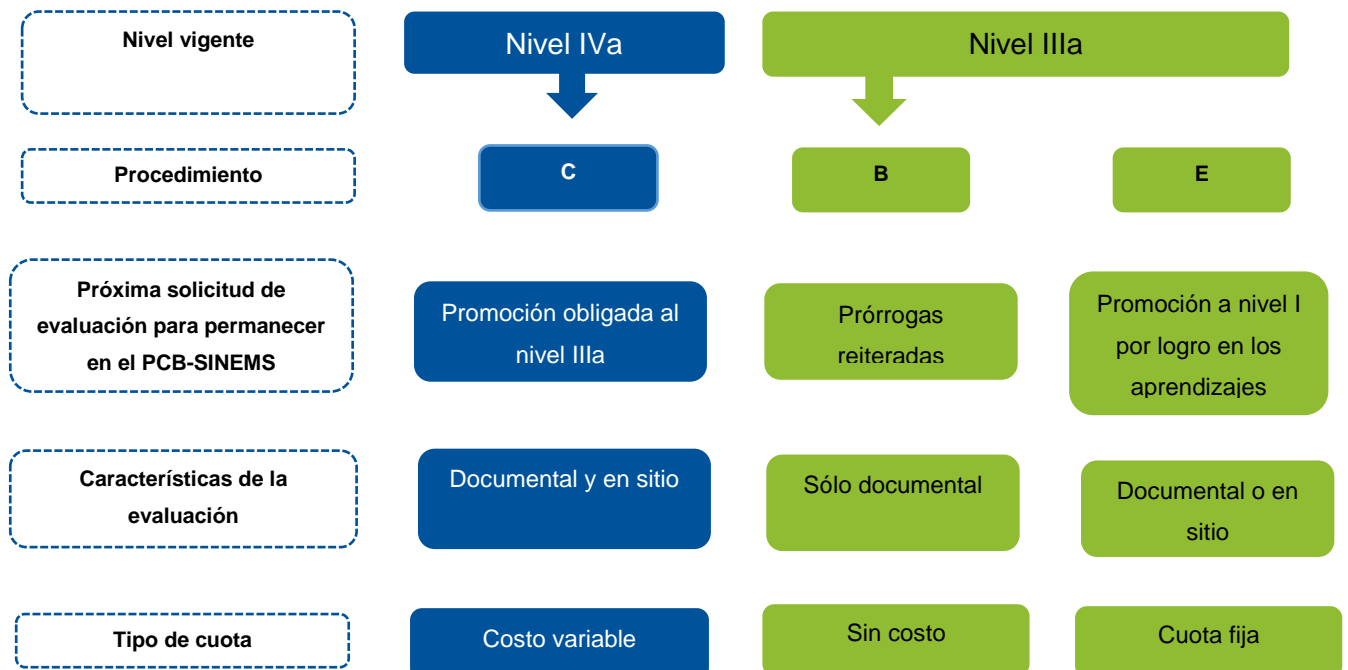 Nivel vigente
Nivel IVa
Nivel IIIa
Procedimiento
C
B
E
Próxima solicitud de
evaluación para permanecer
en el PCB-SINEMS
Promoción obligada al
nivel IIIa
Prórrogas
reiteradas
Promoción a nivel I
por logro en los
aprendizajes
Características de la
evaluación
Documental y en sitio
Sólo documental
Documental o en
sitio
Tipo de cuota
Costo variable
Sin costo
Cuota fija